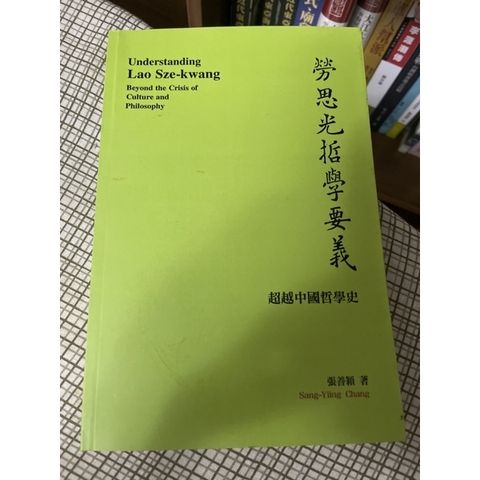 Understanding
Lao Sze-kwang
Beyond the Crisis of
Culture and
Philosophy
勞思光哲學要義
超越中國哲學史
張善穎 著
Sang-Yiing Chang